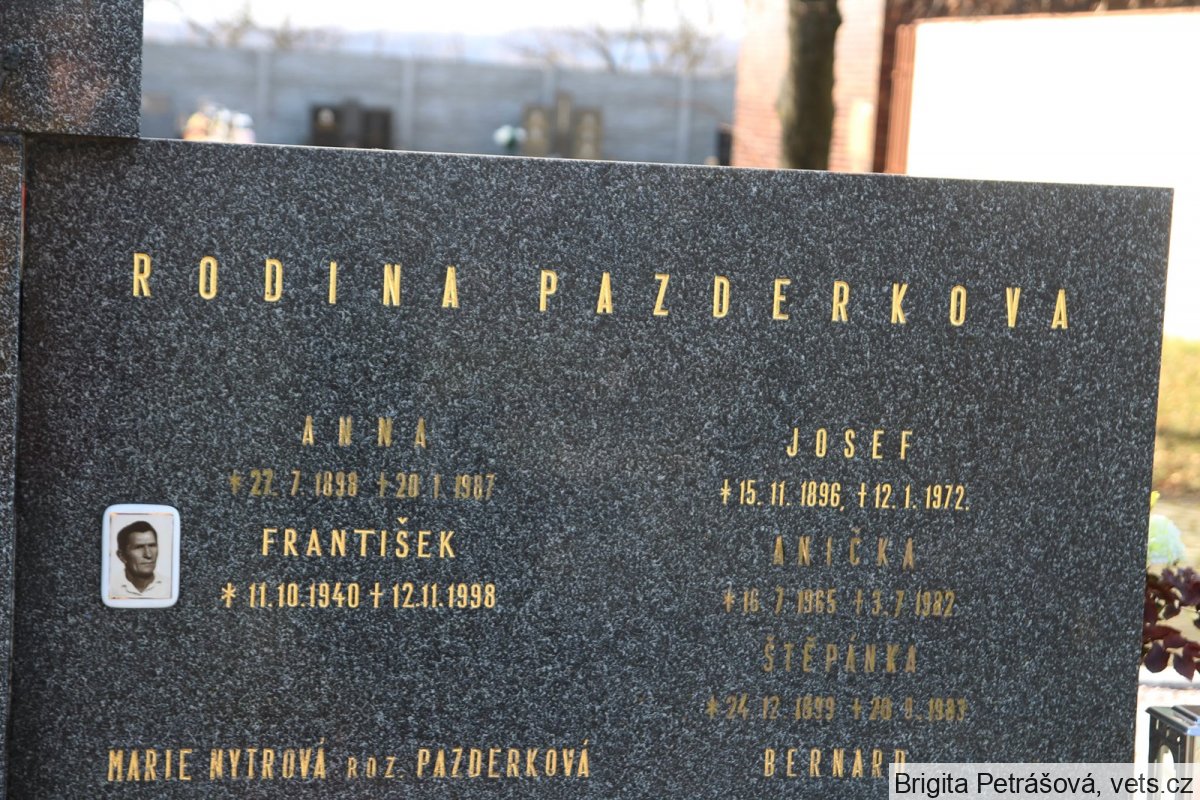 RODINA PAZDERKOVA
ANNA
* 27. 7. 1898 † 20. 1. 1987
FRANTIŠEK
* 11.10.1940 † 12.11.1998
MARIE NYTROVÁ ROZ. PAZDERKOVÁ
JOSEF
* 15. 11. 1896, † 12. 1. 1972.
ANIČKA
* 16 7 1965 † 3. 7 1982
ŠTĚPÁNKA
* 24 12 1899 † 20 9. 1983
BERNARD
Brigita Petrášová, vets.cz